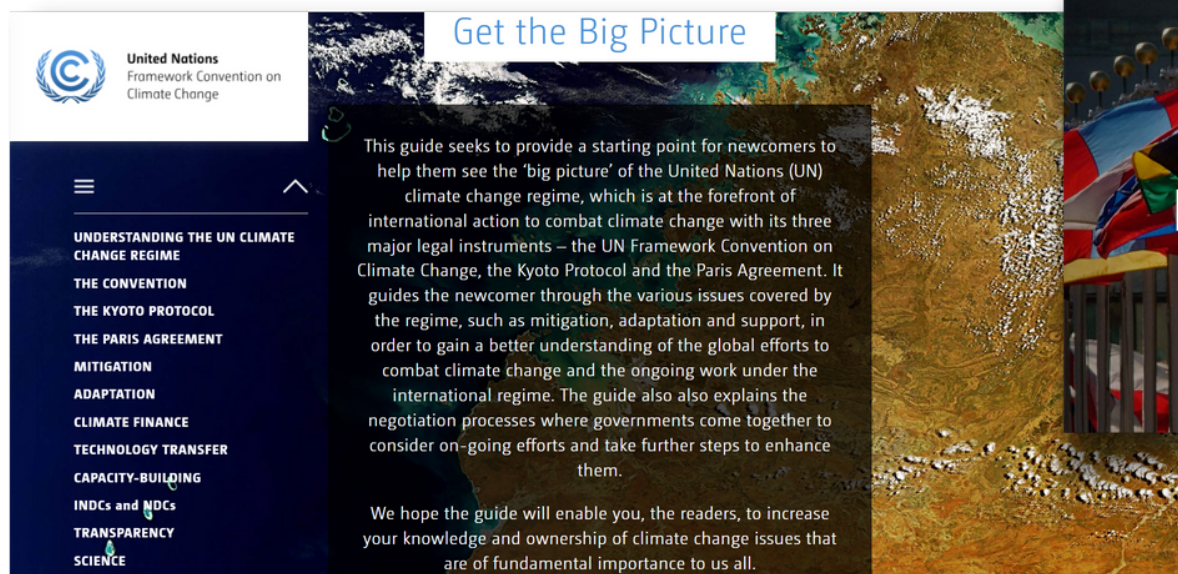 Get the Big Picture
United Nations
Framework Convention on
Climate Change
UNDERSTANDING THE UN CLIMATE
CHANGE REGIME
THE CONVENTION
THE KYOTO PROTOCOL
THE PARIS AGREEMENT
MITIGATION
ADAPTATION
CLIMATE FINANCE
TECHNOLOGY TRANSFER
CAPACITY-BUILDING
INDCs and NDCs
TRANSPARENCY
SCIENCE
This guide seeks to provide a starting point for newcomers to
help them see the ‘big picture’ of the United Nations (UN)
climate change regime, which is at the forefront of
international action to combat climate change with its three
major legal instruments – the UN Framework Convention on
Climate Change, the Kyoto Protocol and the Paris Agreement. It
guides the newcomer through the various issues covered by
the regime, such as mitigation, adaptation and support, in
order to gain a better understanding of the global efforts to
combat climate change and the ongoing work under the
international regime. The guide also also explains the
negotiation processes where governments come together to
consider on-going efforts and take further steps to enhance
them.
We hope the guide will enable you, the readers, to increase
your knowledge and ownership of climate change issues that
are of fundamental importance to us all.